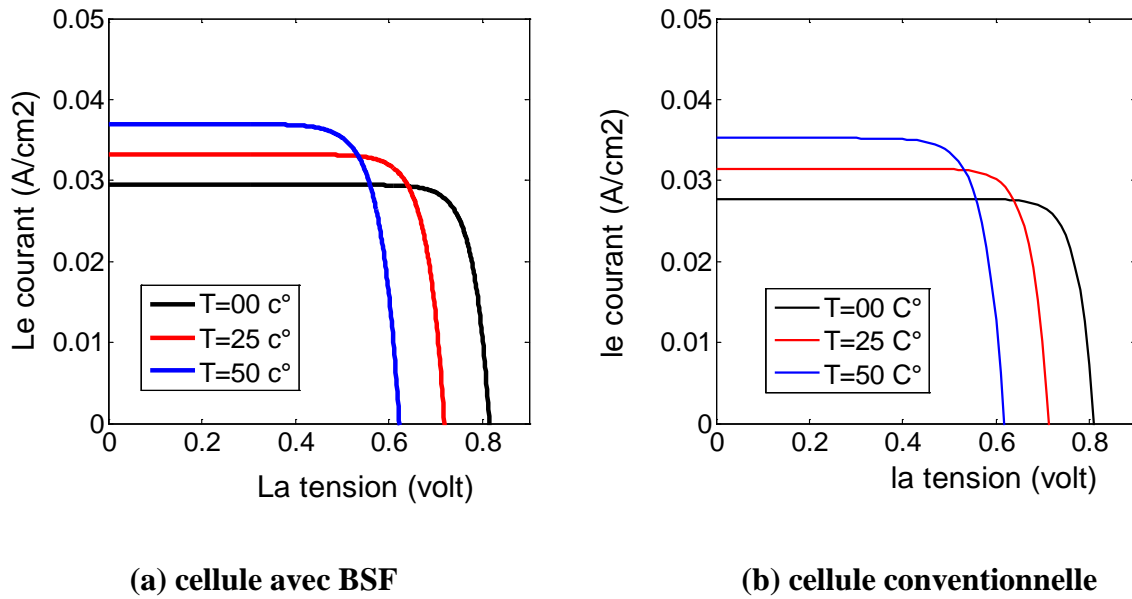 0.05
0.04
0.03
0.02
0.01
0
Le courant (A/cm2)
T=00 c°
T=25 c°
T=50 c°
0 0.2 0.4 0.6 0.8
La tension (volt)
(a) cellule avec BSF
0.05
0.04
0.03
0.02
0.01
0
le courant (A/cm2)
T=00 C°
T=25 C°
T=50 C°
0 0.2 0.4 0.6 0.8
la tension (volt)
(b) cellule conventionnelle